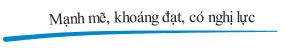 Mạnh mẽ, khoáng đạt, có nghị lực